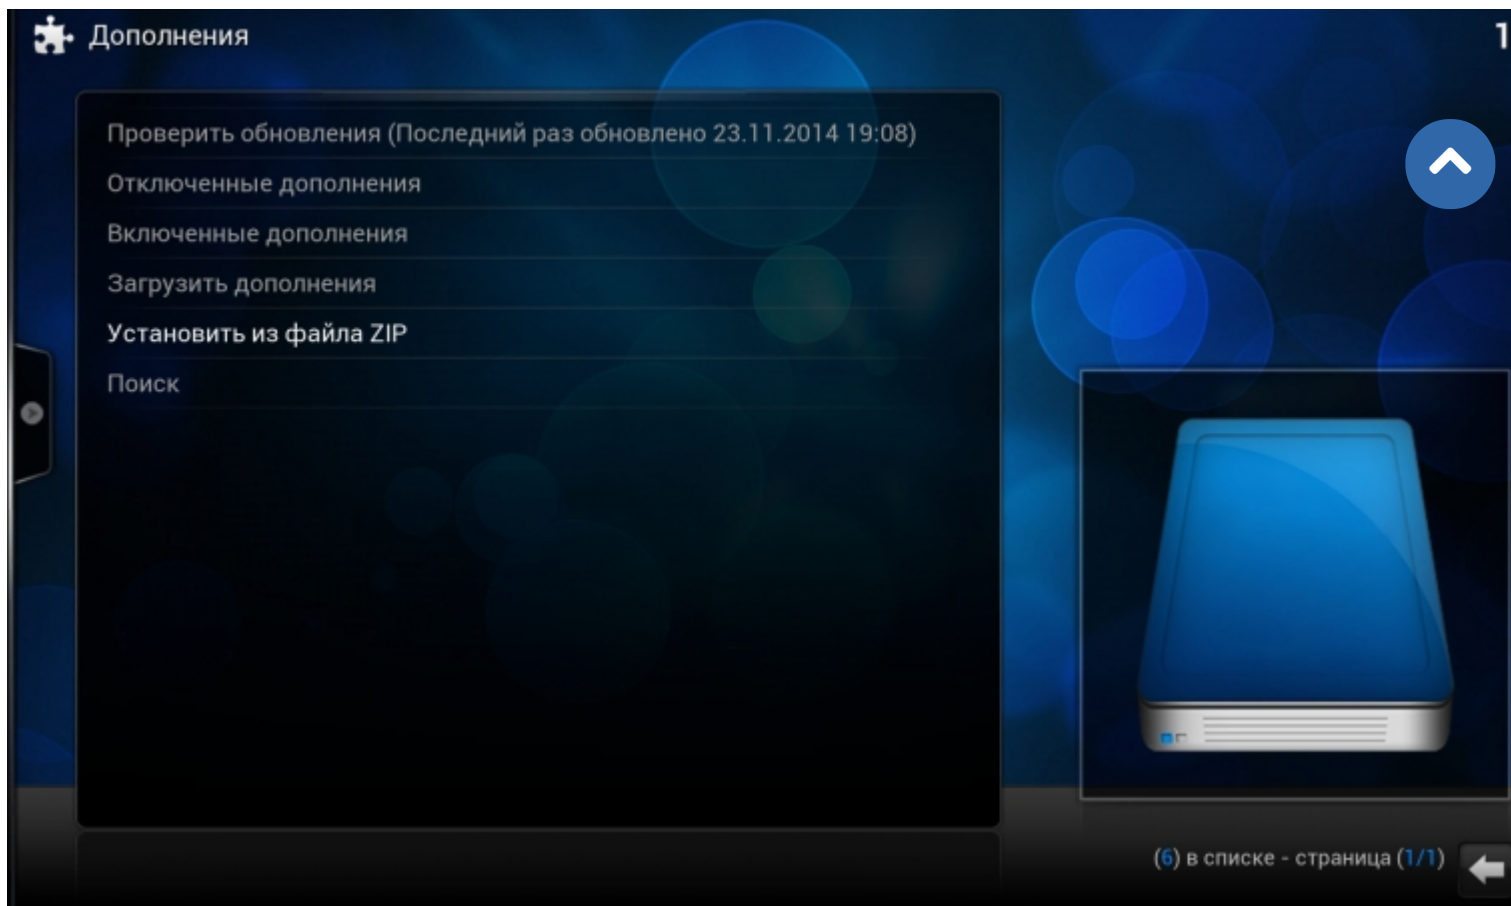 Дополнения
1
Проверить обновления (Последний раз обновлено 23.11.2014 19:08)
Отключенные дополнения
Включенные дополнения
Загрузить дополнения
Установить из файла ZIP
Поиск
(6) в списке - страница (1/1)